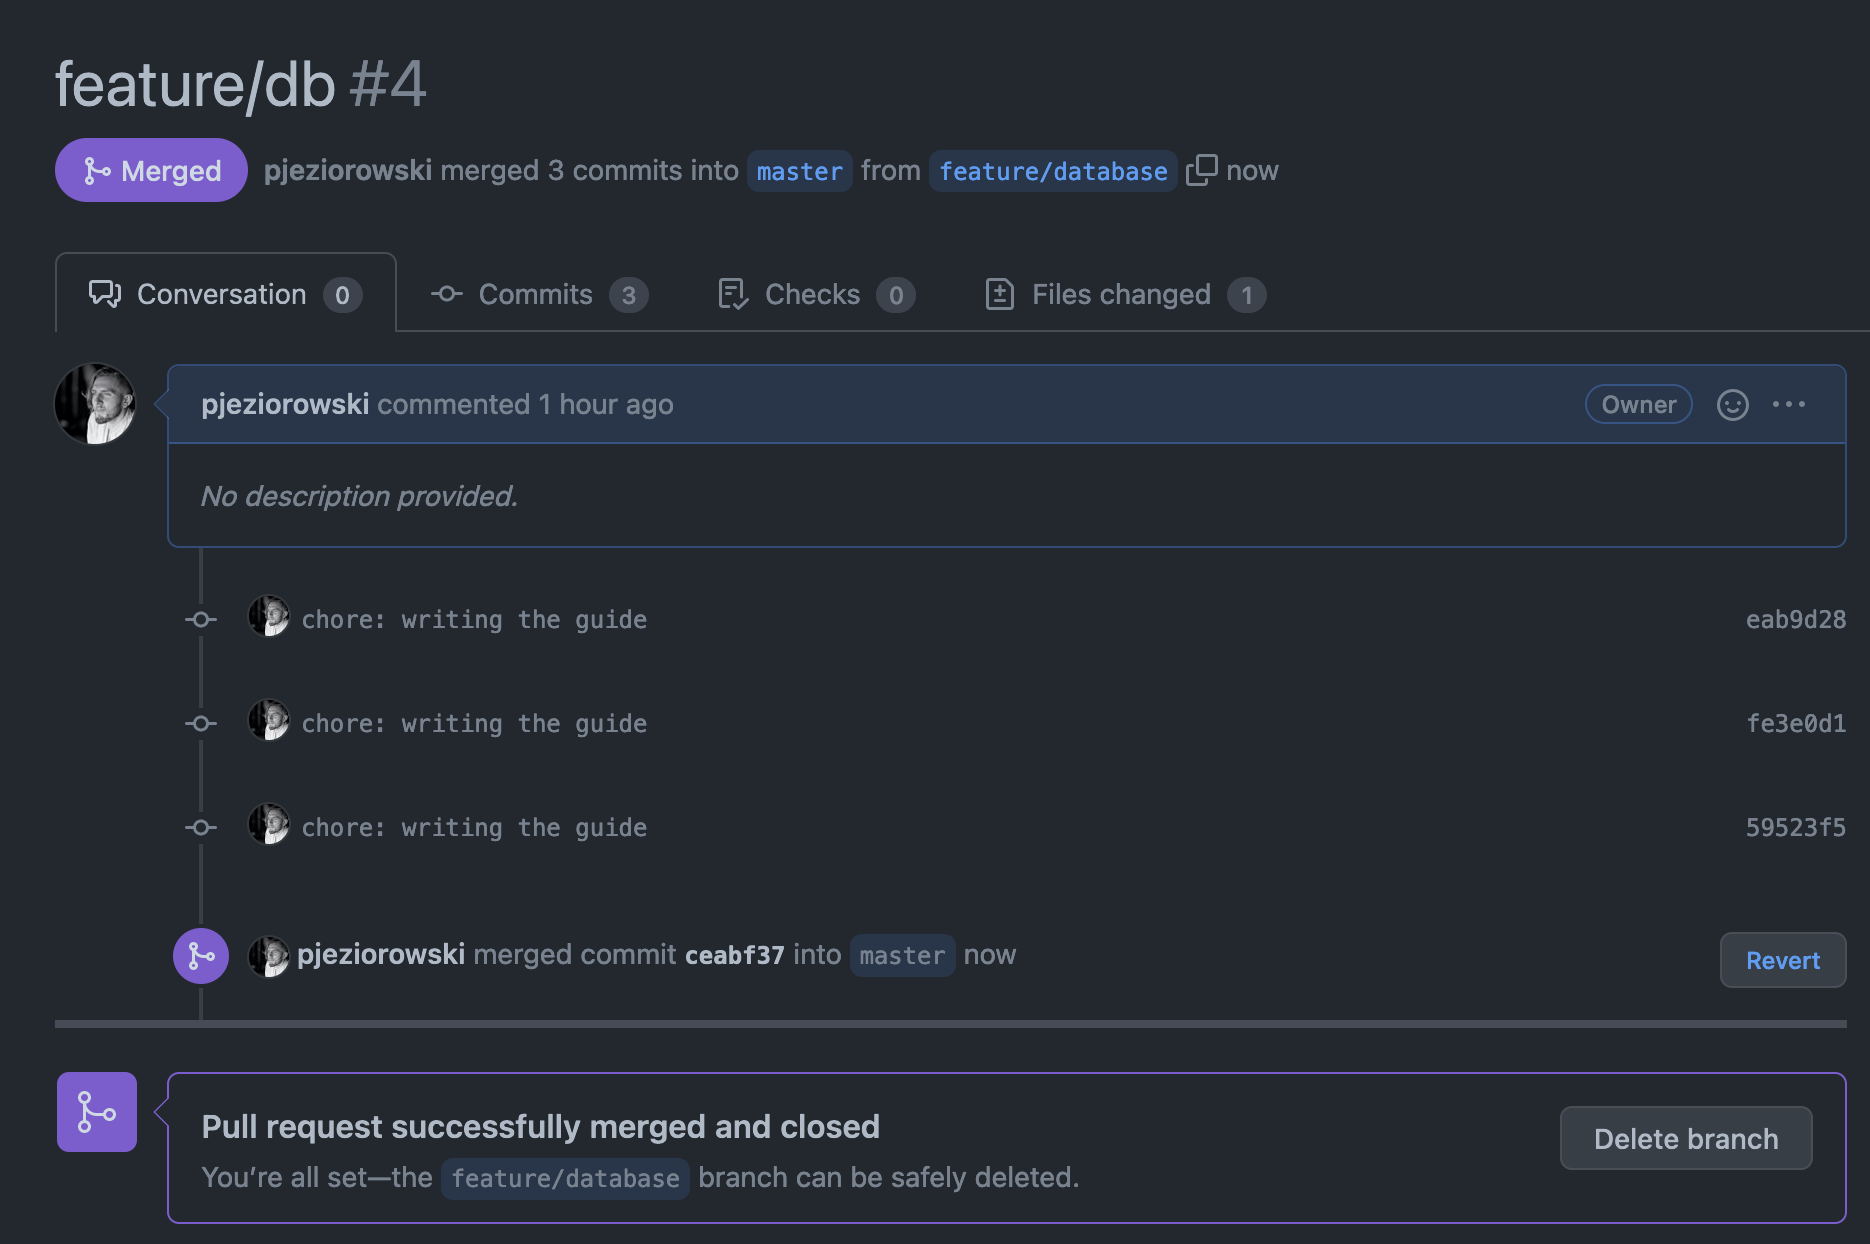 feature/db #4
Merged pjeziorowski merged 3 commits into master from feature/database now
Conversation 0 Commits 3 Checks 0 Files changed 1
pjeziorowski commented 1 hour ago Owner
No description provided.
chore: writing the guide eab9d28
chore: writing the guide fe3e0d1
chore: writing the guide 59523f5
pjeziorowski merged commit ceabf37 into master now Revert
Pull request successfully merged and closed
You’re all set—the feature/database branch can be safely deleted.
Delete branch